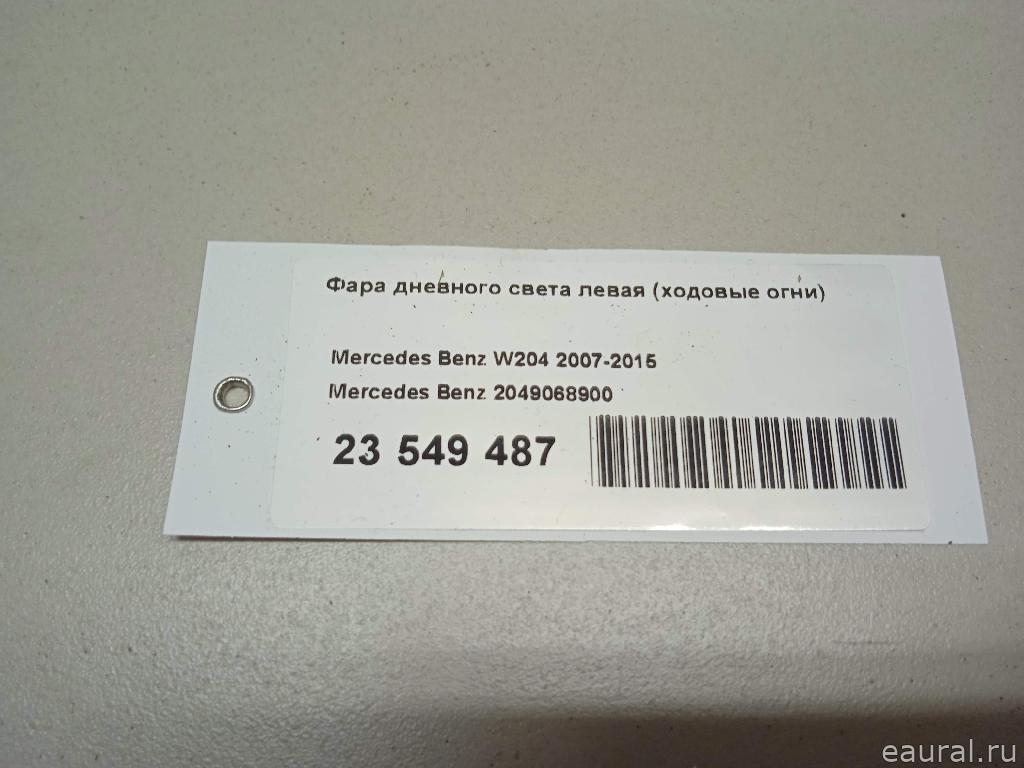 Фара дневного света левая (ходовые огни)
Mercedes Benz W204 2007-2015
Mercedes Benz 2049068900
23 549 487
eaural.ru